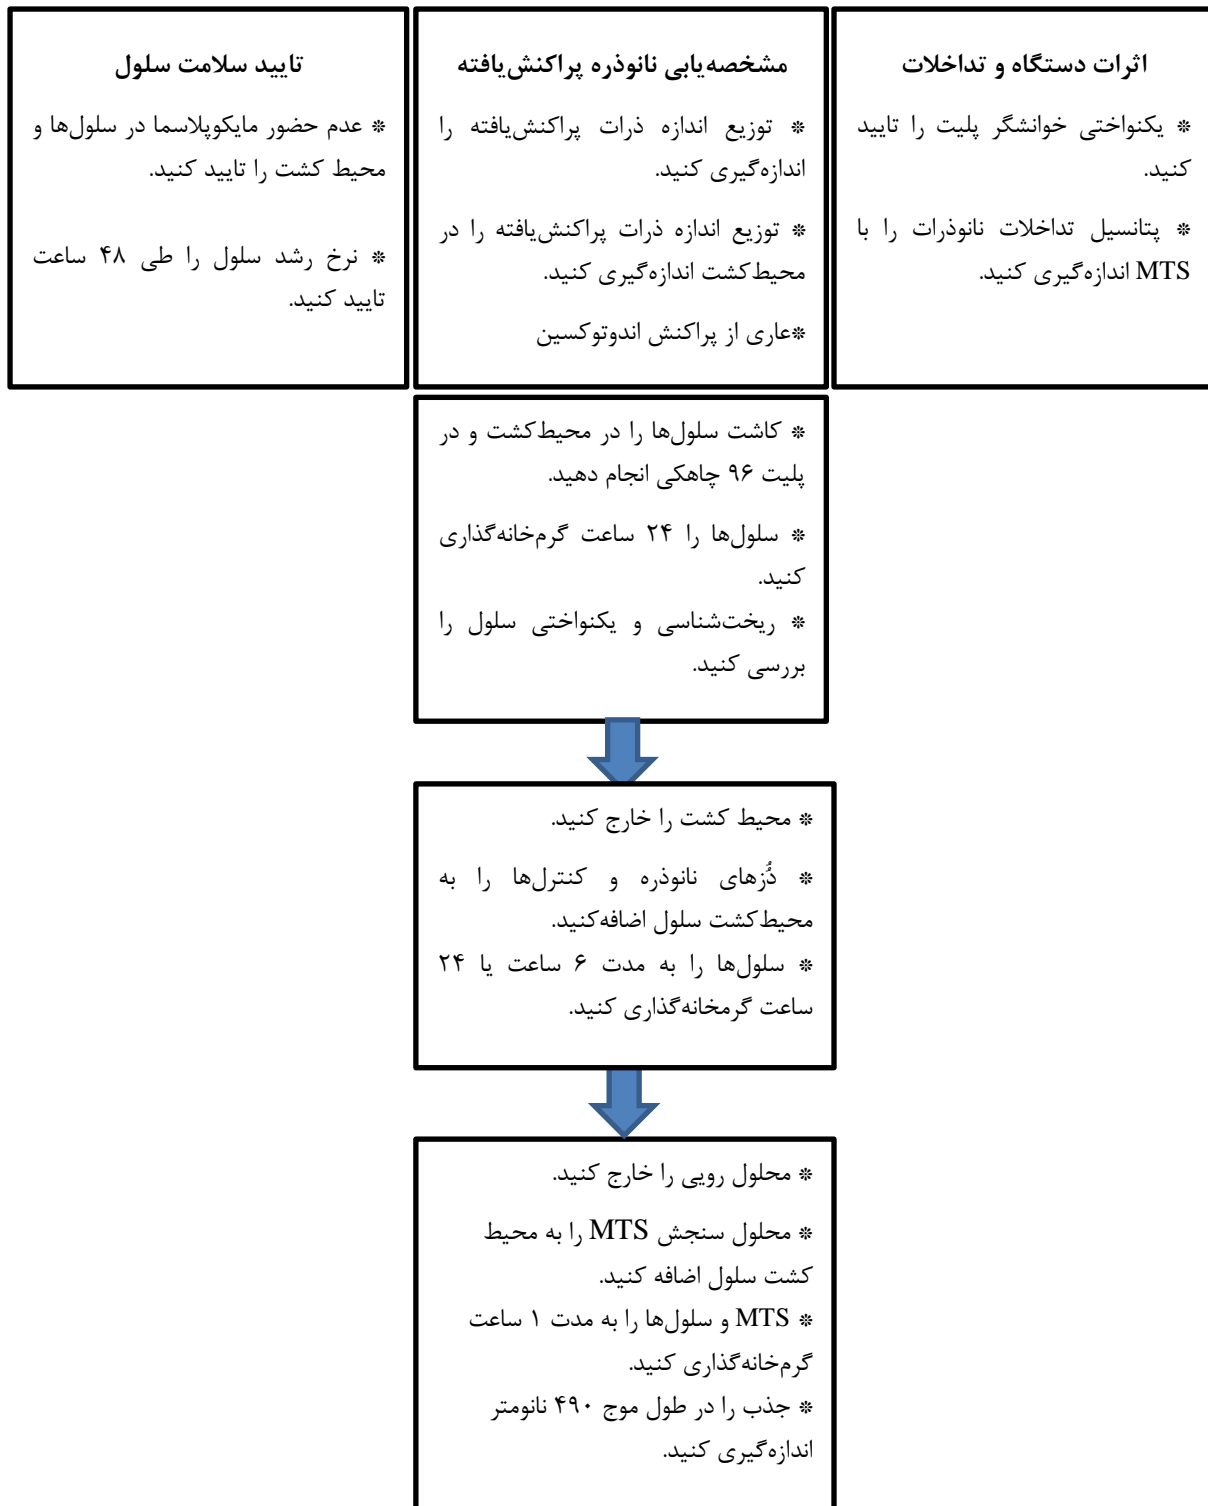 اثرات دستگاه و تداخلات
* یکنواختی خوانشگر پلیت را تایید
کنید.
* پتانسیل تداخلات نانوذرات را با
MTS اندازه‌گیری کنید.
مشخصه‌یابی نانوذره پراکنش‌یافته
* توزیع اندازه ذرات پراکنش‌یافته را
اندازه‌گیری کنید.
* توزیع اندازه ذرات پراکنش‌یافته را در
محیط‌کشت اندازه‌گیری کنید.
*عاری از پراکنش اندوتوکسین
تایید سلامت سلول
* عدم حضور مایکوپلاسما در سلول‌ها و
محیط کشت را تایید کنید.
* نرخ رشد سلول را طی ۴۸ ساعت
تایید کنید.
* کاشت سلول‌ها را در محیط‌کشت و در
پلیت ۹۶ چاهکی انجام دهید.
* سلول‌ها را ۲۴ ساعت گرم‌خانه‌گذاری
کنید.
* ریخت‌شناسی و یکنواختی سلول را
بررسی کنید.
* محیط کشت را خارج کنید.
* دُزهای نانوذره و کنترل‌ها را به
محیط‌کشت سلول اضافه‌کنید.
* سلول‌ها را به مدت ۶ ساعت یا ۲۴
ساعت گرمخانه‌گذاری کنید.
* محلول رویی را خارج کنید.
* محلول سنجش MTS را به محیط
کشت سلول اضافه کنید.
* MTS و سلول‌ها را به مدت ۱ ساعت
گرم‌خانه‌گذاری کنید.
* جذب را در طول موج ۴۹۰ نانومتر
اندازه‌گیری کنید.